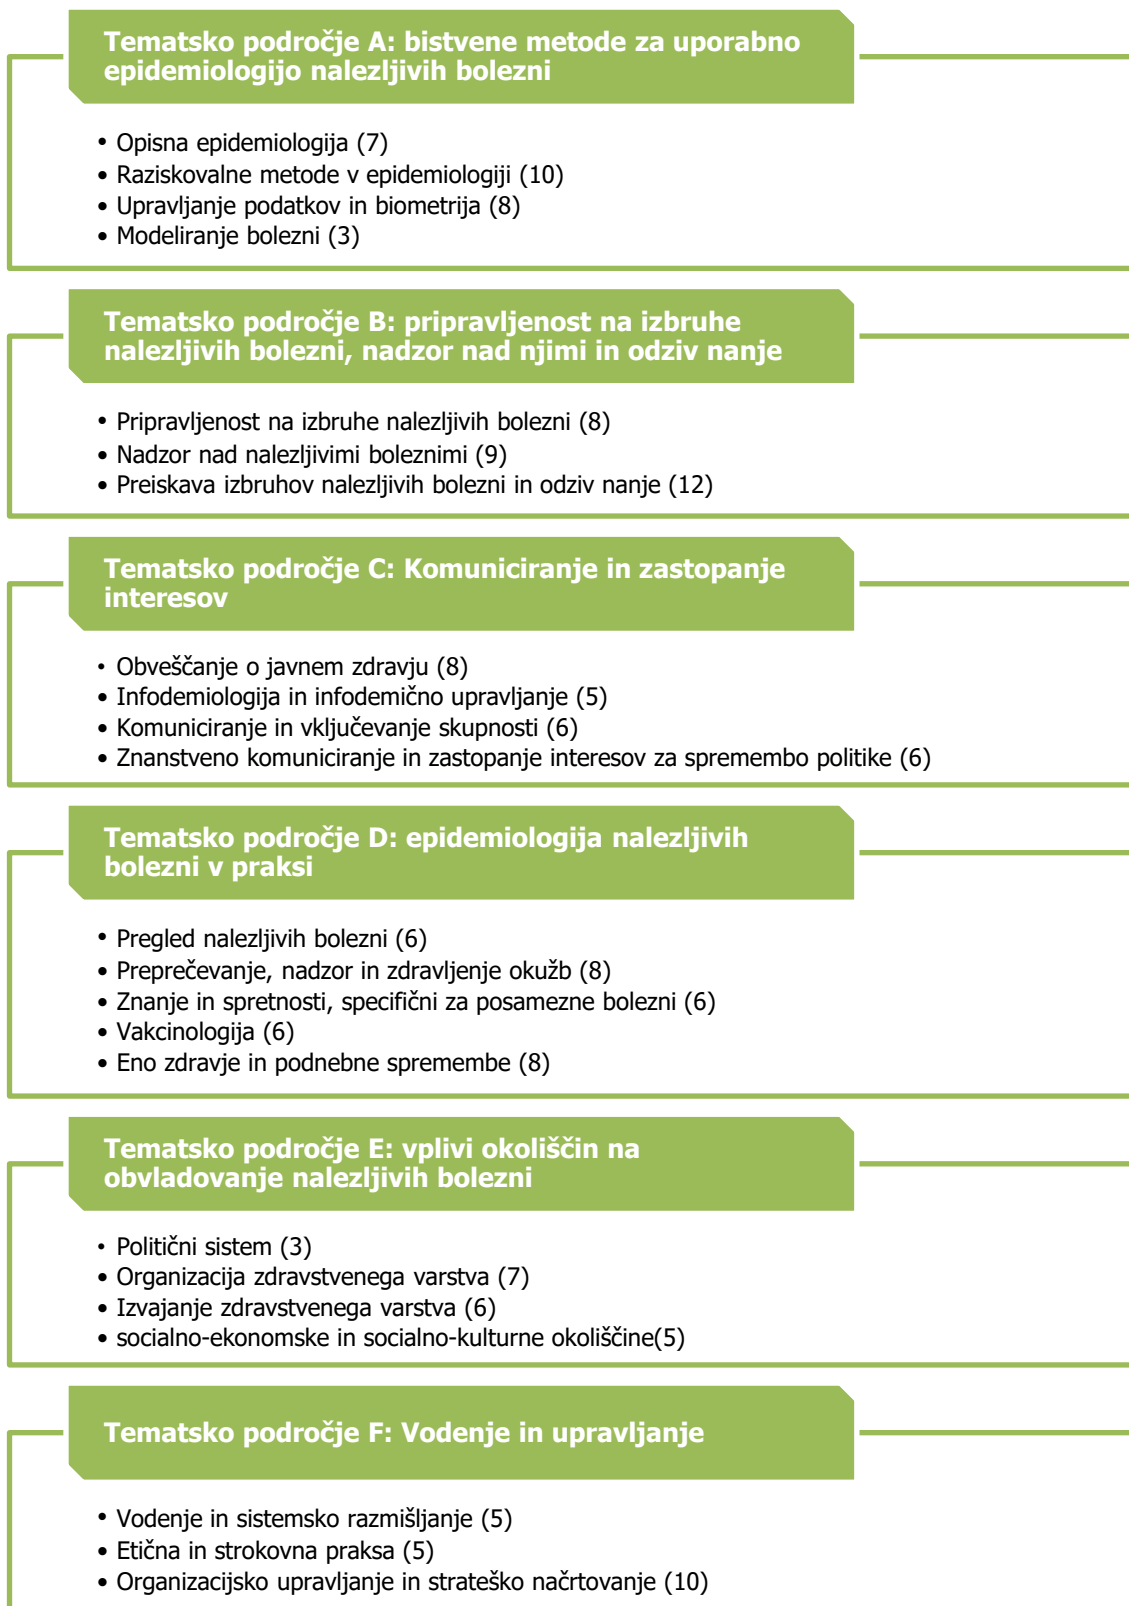 Tematsko področje A: bistvene metode za uporabno
epidemiologijo nalezljivih bolezni
• Opisna epidemiologija (7)
• Raziskovalne metode v epidemiologiji (10)
• Upravljanje podatkov in biometrija (8)
• Modeliranje bolezni (3)
Tematsko področje B: pripravljenost na izbruhe
nalezljivih bolezni, nadzor nad njimi in odziv nanje
• Pripravljenost na izbruhe nalezljivih bolezni (8)
• Nadzor nad nalezljivimi boleznimi (9)
• Preiskava izbruhov nalezljivih bolezni in odziv nanje (12)
Tematsko področje C: Komuniciranje in zastopanje
interesov
• Obveščanje o javnem zdravju (8)
• Infodemiologija in infodemično upravljanje (5)
• Komuniciranje in vključevanje skupnosti (6)
• Znanstveno komuniciranje in zastopanje interesov za spremembo politike (6)
Tematsko področje D: epidemiologija nalezljivih
bolezni v praksi
• Pregled nalezljivih bolezni (6)
• Preprečevanje, nadzor in zdravljenje okužb (8)
• Znanje in spretnosti, specifični za posamezne bolezni (6)
• Vakcinologija (6)
• Eno zdravje in podnebne spremembe (8)
Tematsko področje E: vplivi okoliščin na
obvladovanje nalezljivih bolezni
• Politični sistem (3)
• Organizacija zdravstvenega varstva (7)
• Izvajanje zdravstvenega varstva (6)
• socialno-ekonomske in socialno-kulturne okoliščine(5)
Tematsko področje F: Vodenje in upravljanje
• Vodenje in sistemsko razmišljanje (5)
• Etična in strokovna praksa (5)
• Organizacijsko upravljanje in strateško načrtovanje (10)